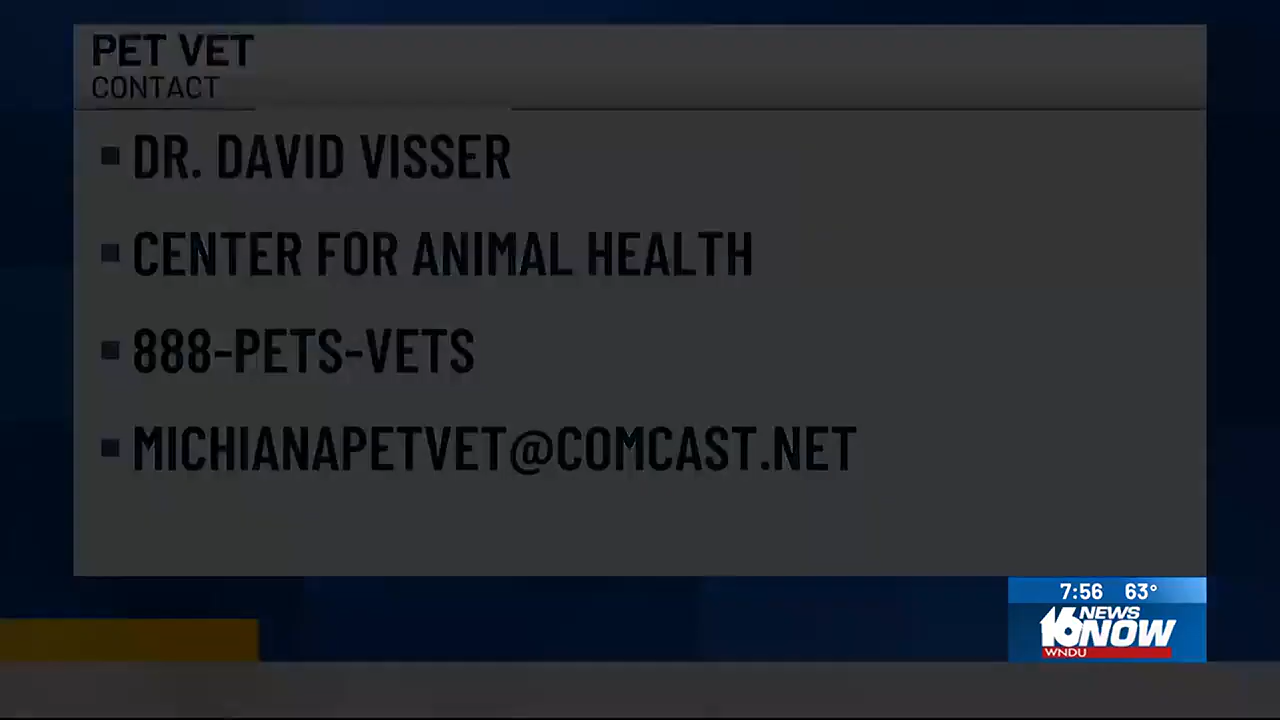 PET VET
CONTACT
DR. DAVID VISSER
CENTER FOR ANIMAL HEALTH
888-PETS-VETS
MICHIANAPETVET@COMCAST.NET
7:56 63°
16 NEWS NOW
WNDU